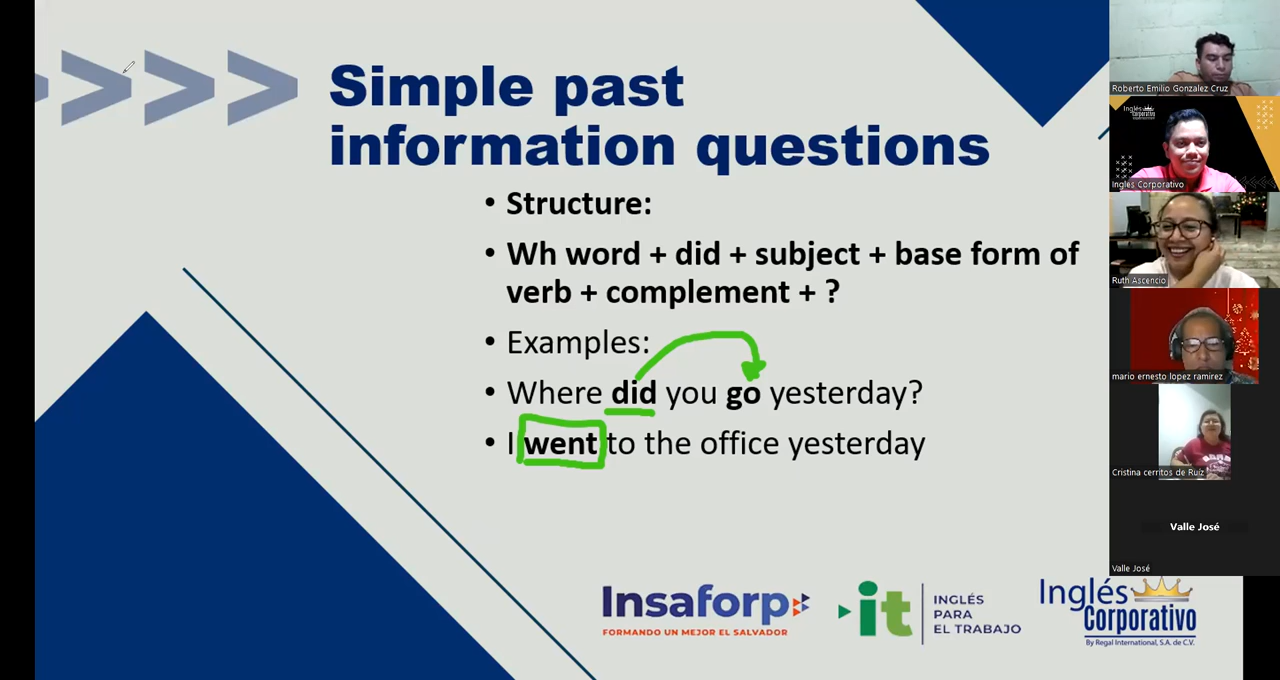 Simple past
information questions
• Structure:
• Wh word + did + subject + base form of
verb + complement + ?
• Examples:
• Where did you go yesterday?
• I went to the office yesterday
Insaforp
FORMANDO UN MEJOR EL SALVADOR
it
INGLÉS
PARA
EL TRABAJO
Inglés
Corporativo
By Regal International, S.A. de C.V.
Roberto Emilio Gonzalez Cruz
Inglés
Corporativo
Ingles Corporativo
Ruth Ascencio
mario ernesto lopez ramirez
Cristina cerritos de Ruiz
Valle José
Valle José